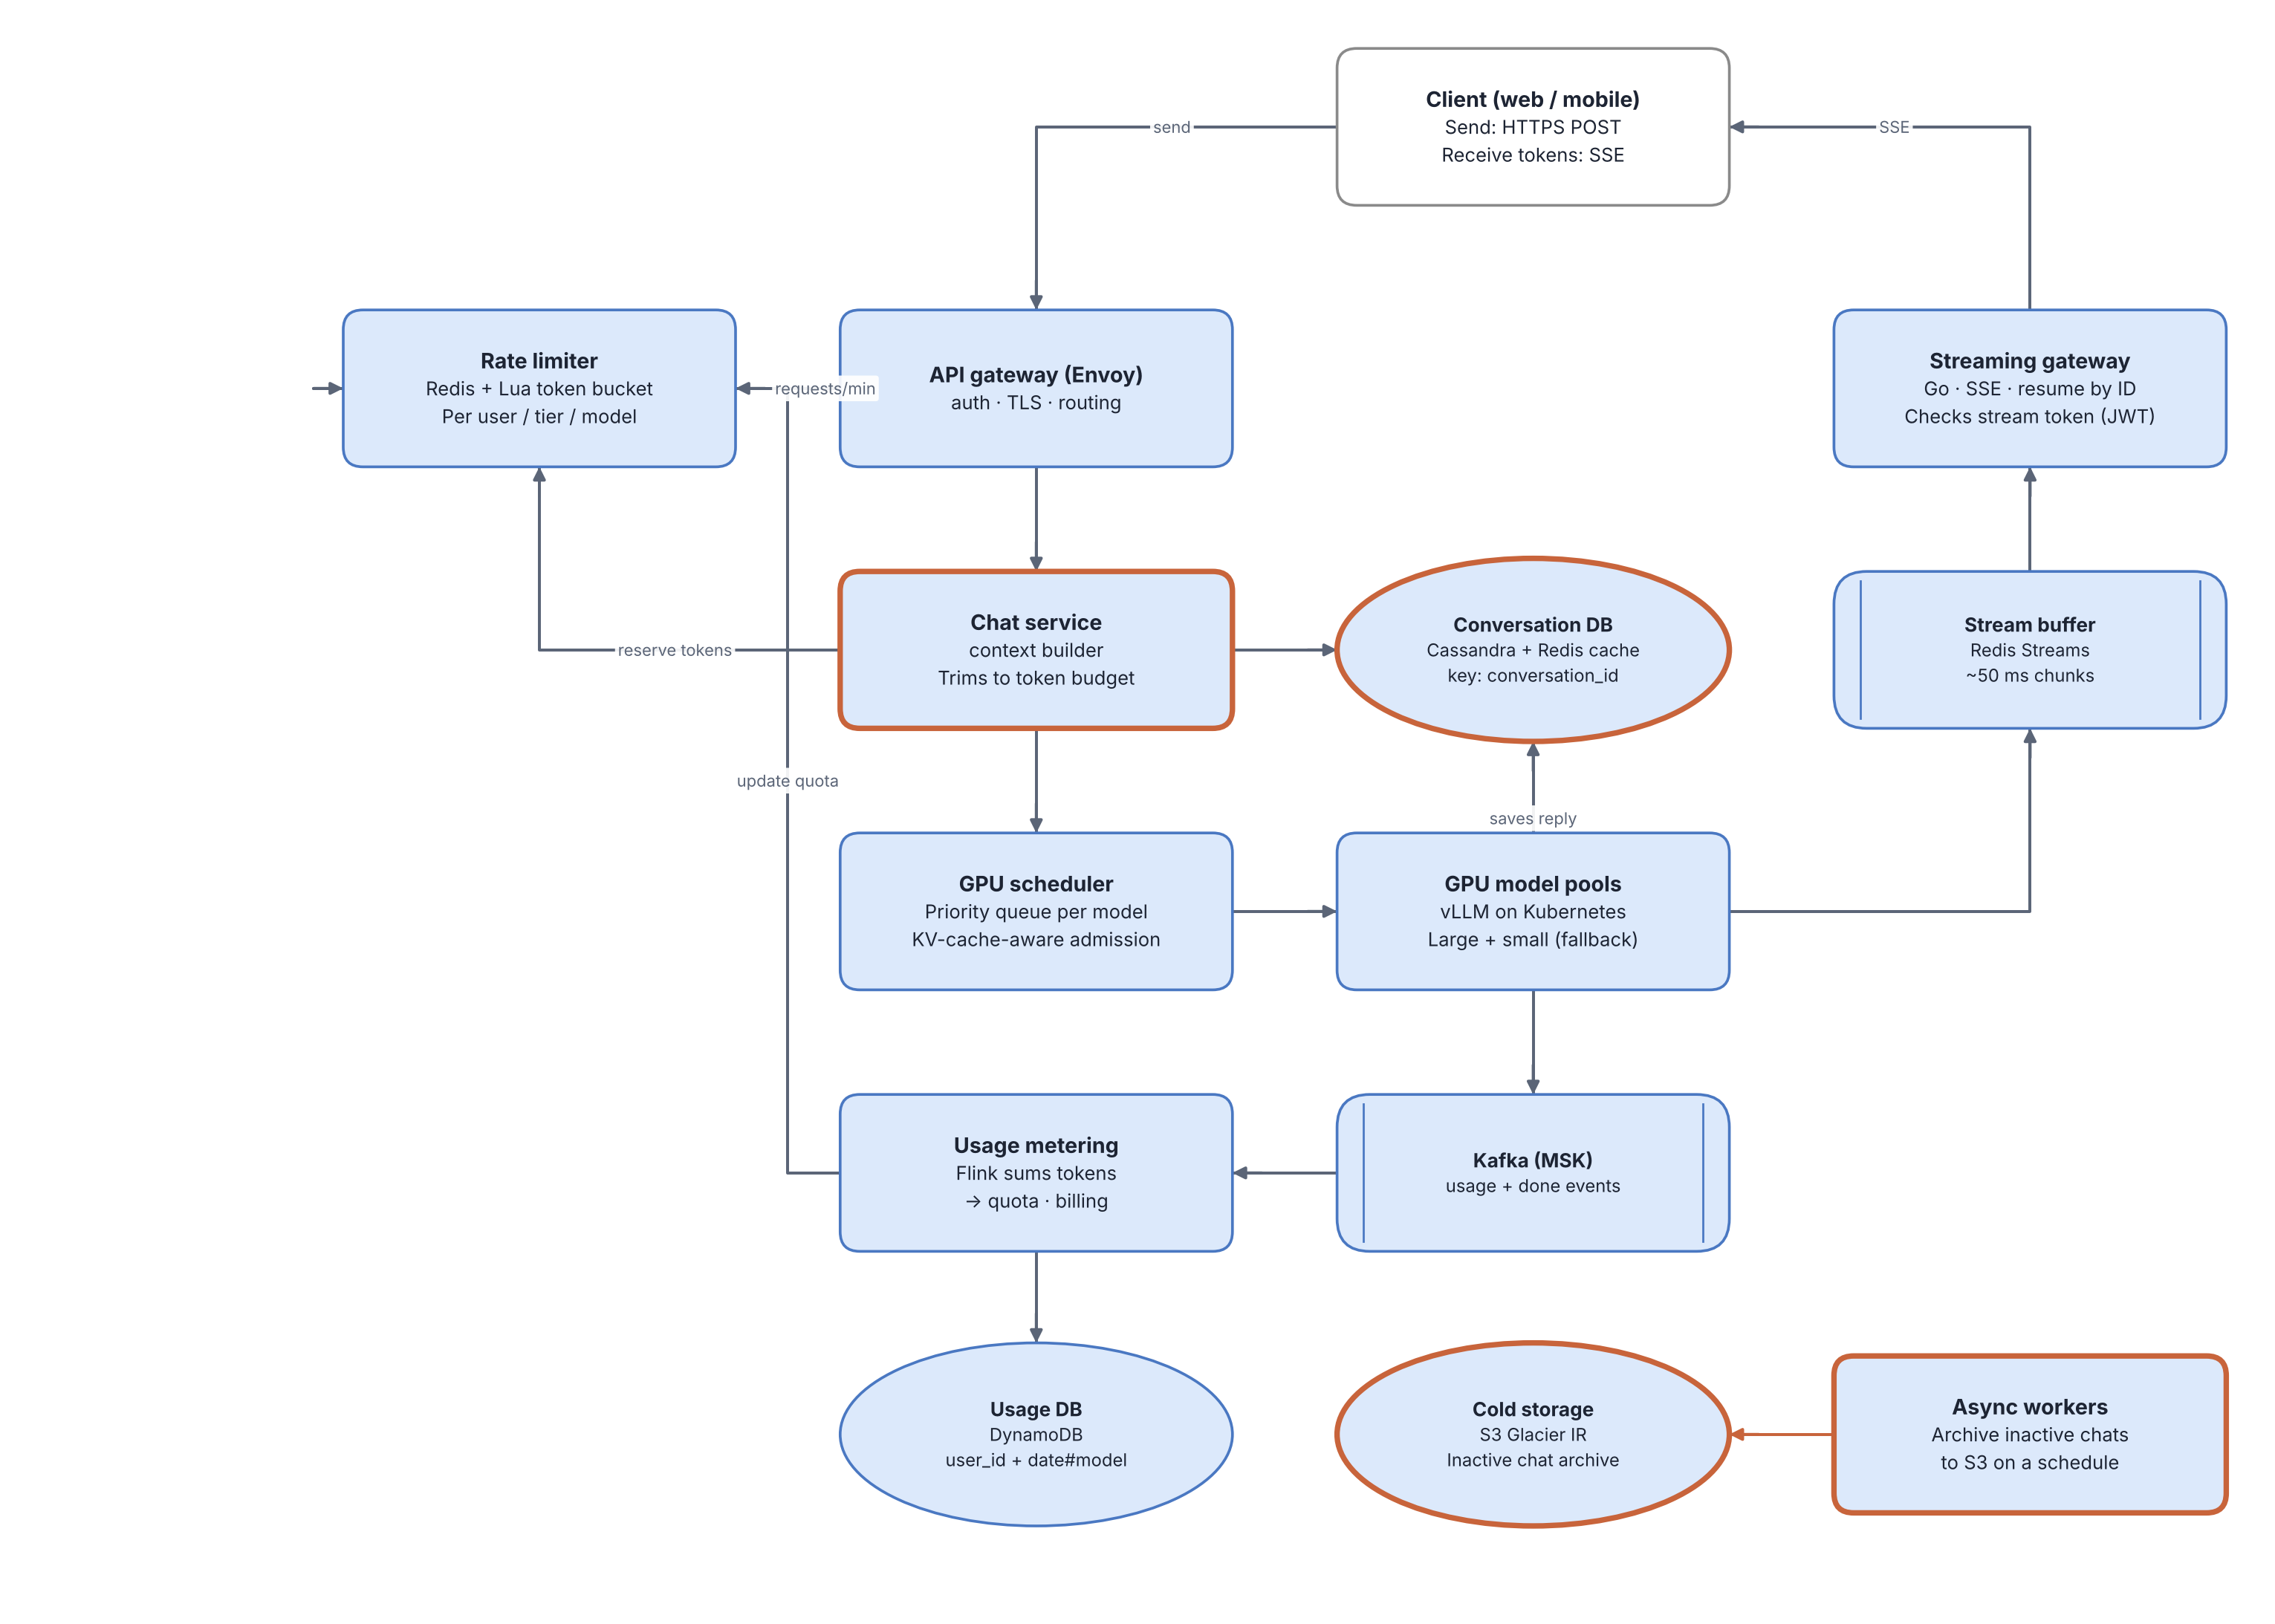 Client (web / mobile)
Send: HTTPS POST
Receive tokens: SSE
send
SSE
Rate limiter
Redis + Lua token bucket
Per user / tier / model
requests/min
API gateway (Envoy)
auth · TLS · routing
Streaming gateway
Go · SSE · resume by ID
Checks stream token (JWT)
reserve tokens
Chat service
context builder
Trims to token budget
Conversation DB
Cassandra + Redis cache
key: conversation_id
Stream buffer
Redis Streams
~50 ms chunks
update quota
saves reply
GPU scheduler
Priority queue per model
KV-cache-aware admission
GPU model pools
vLLM on Kubernetes
Large + small (fallback)
Usage metering
Flink sums tokens
→ quota · billing
Kafka (MSK)
usage + done events
Usage DB
DynamoDB
user_id + date#model
Cold storage
S3 Glacier IR
Inactive chat archive
Async workers
Archive inactive chats
to S3 on a schedule